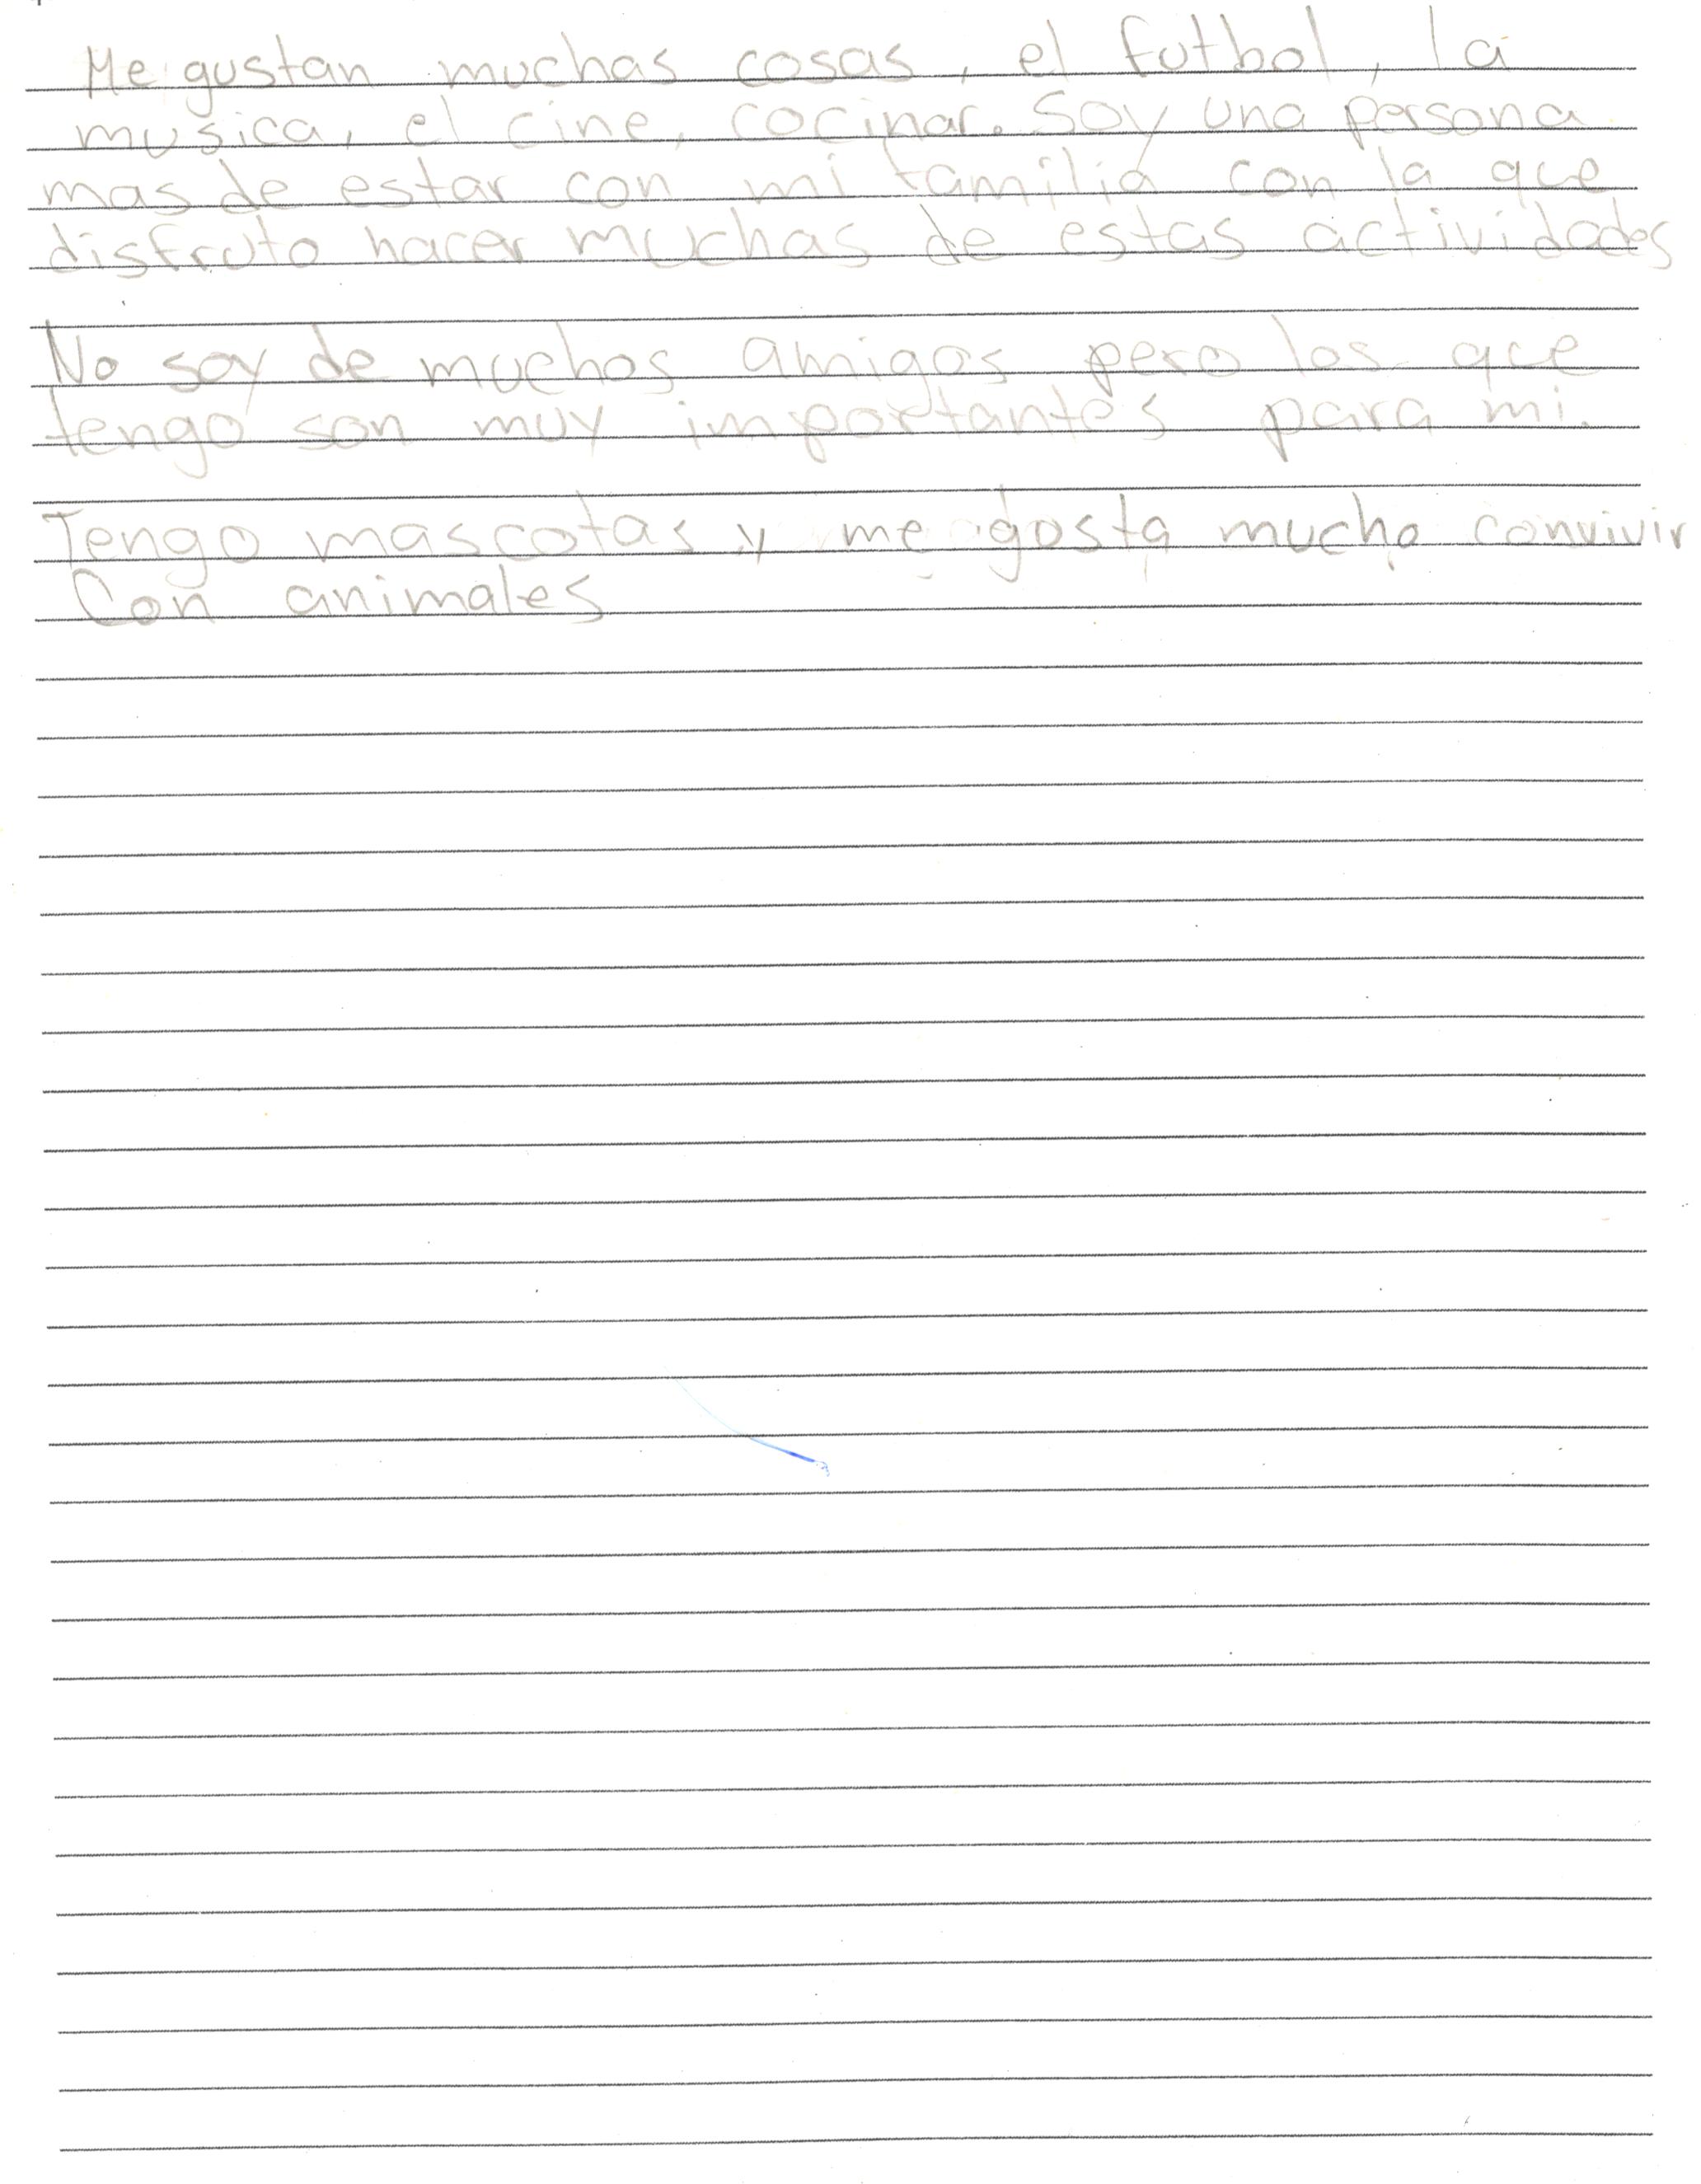 Me gustan muchas cosas, el futbol, la
musica, el cine, cocinar. Soy una persona
mas de estar con mi familia con la que
disfruto hacer muchas de estas actividades
No soy de muchos amigos pero los que
tengo son muy importantes para mi.
Tengo mascotas y me gosta mucho convivir
Con animales